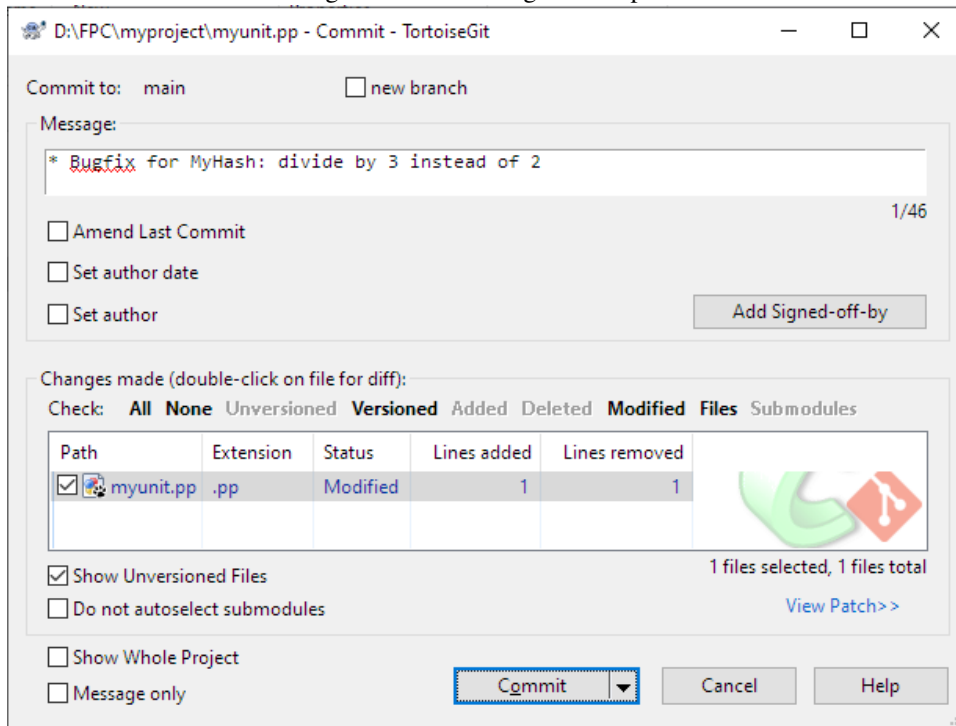 D:\FPC\myproject\myunit.pp - Commit - TortoiseGit
Commit to: main new branch
Message:
* Bugfix for MyHash: divide by 3 instead of 2
1/46
Amend Last Commit
Set author date
Set author Add Signed-off-by
Changes made (double-click on file for diff):
Check: All None Unversioned Versioned Added Deleted Modified Files Submodules
Path Extension Status Lines added Lines removed
myunit.pp .pp Modified 1 1
Show Unversioned Files 1 files selected, 1 files total
Do not autoselect submodules View Patch>>
Show Whole Project
Message only Commit Cancel Help